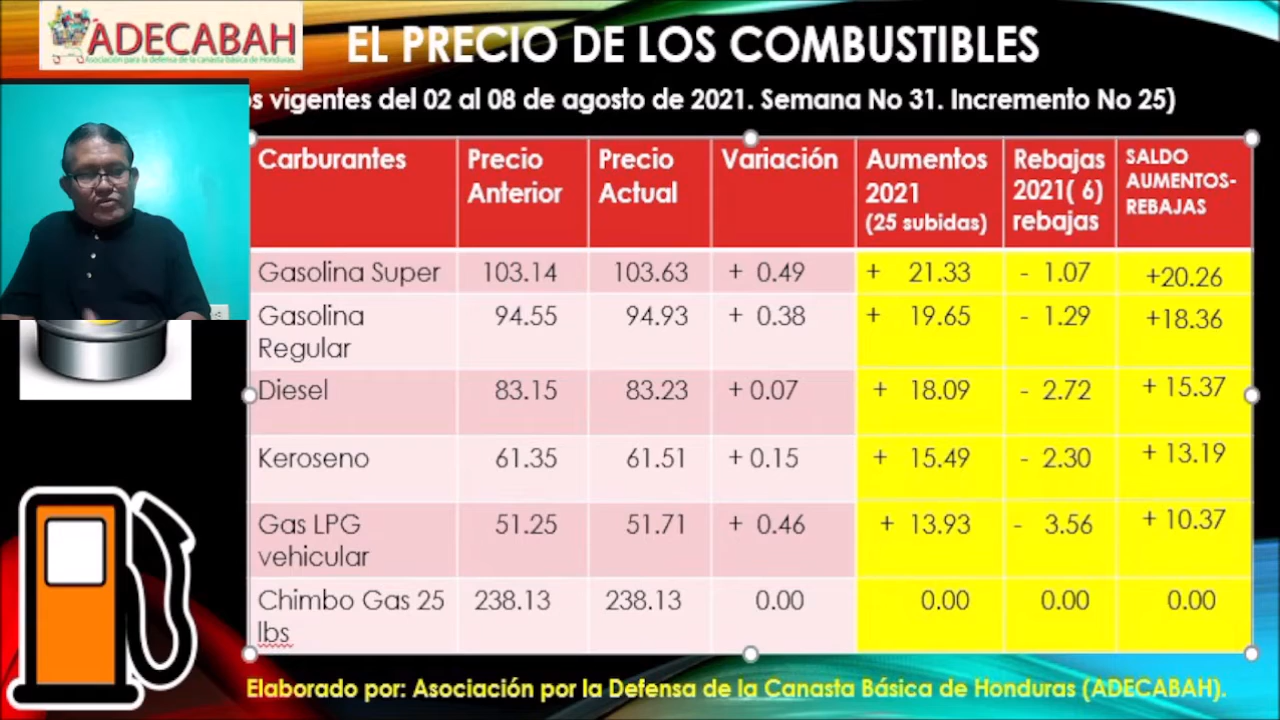 ADECABAH
Asociación para la defensa de la canasta básica de Honduras.
EL PRECIO DE LOS COMBUSTIBLES
vigentes del 02 al 08 de agosto de 2021. Semana No 31. Incremento No 25)
Carburantes
Precio
Anterior
Precio
Actual
Variación
Aumentos
2021
(25 subidas)
Rebajas
2021( 6)
rebajas
SALDO
AUMENTOS-
REBAJAS
Gasolina Super 103.14 103.63 + 0.49 + 21.33 - 1.07 +20.26
Gasolina 94.55 94.93 + 0.38 + 19.65 - 1.29 +18.36
Regular
Diesel 83.15 83.23 + 0.07 + 18.09 - 2.72 + 15.37
Keroseno 61.35 61.51 + 0.15 + 15.49 - 2.30 + 13.19
Gas LPG 51.25 51.71 + 0.46 + 13.93 - 3.56 + 10.37
vehicular
Chimbo Gas 25 238.13 238.13 0.00 0.00 0.00 0.00
lbs
Elaborado por: Asociación por la Defensa de la Canasta Básica de Honduras (ADECABAH).